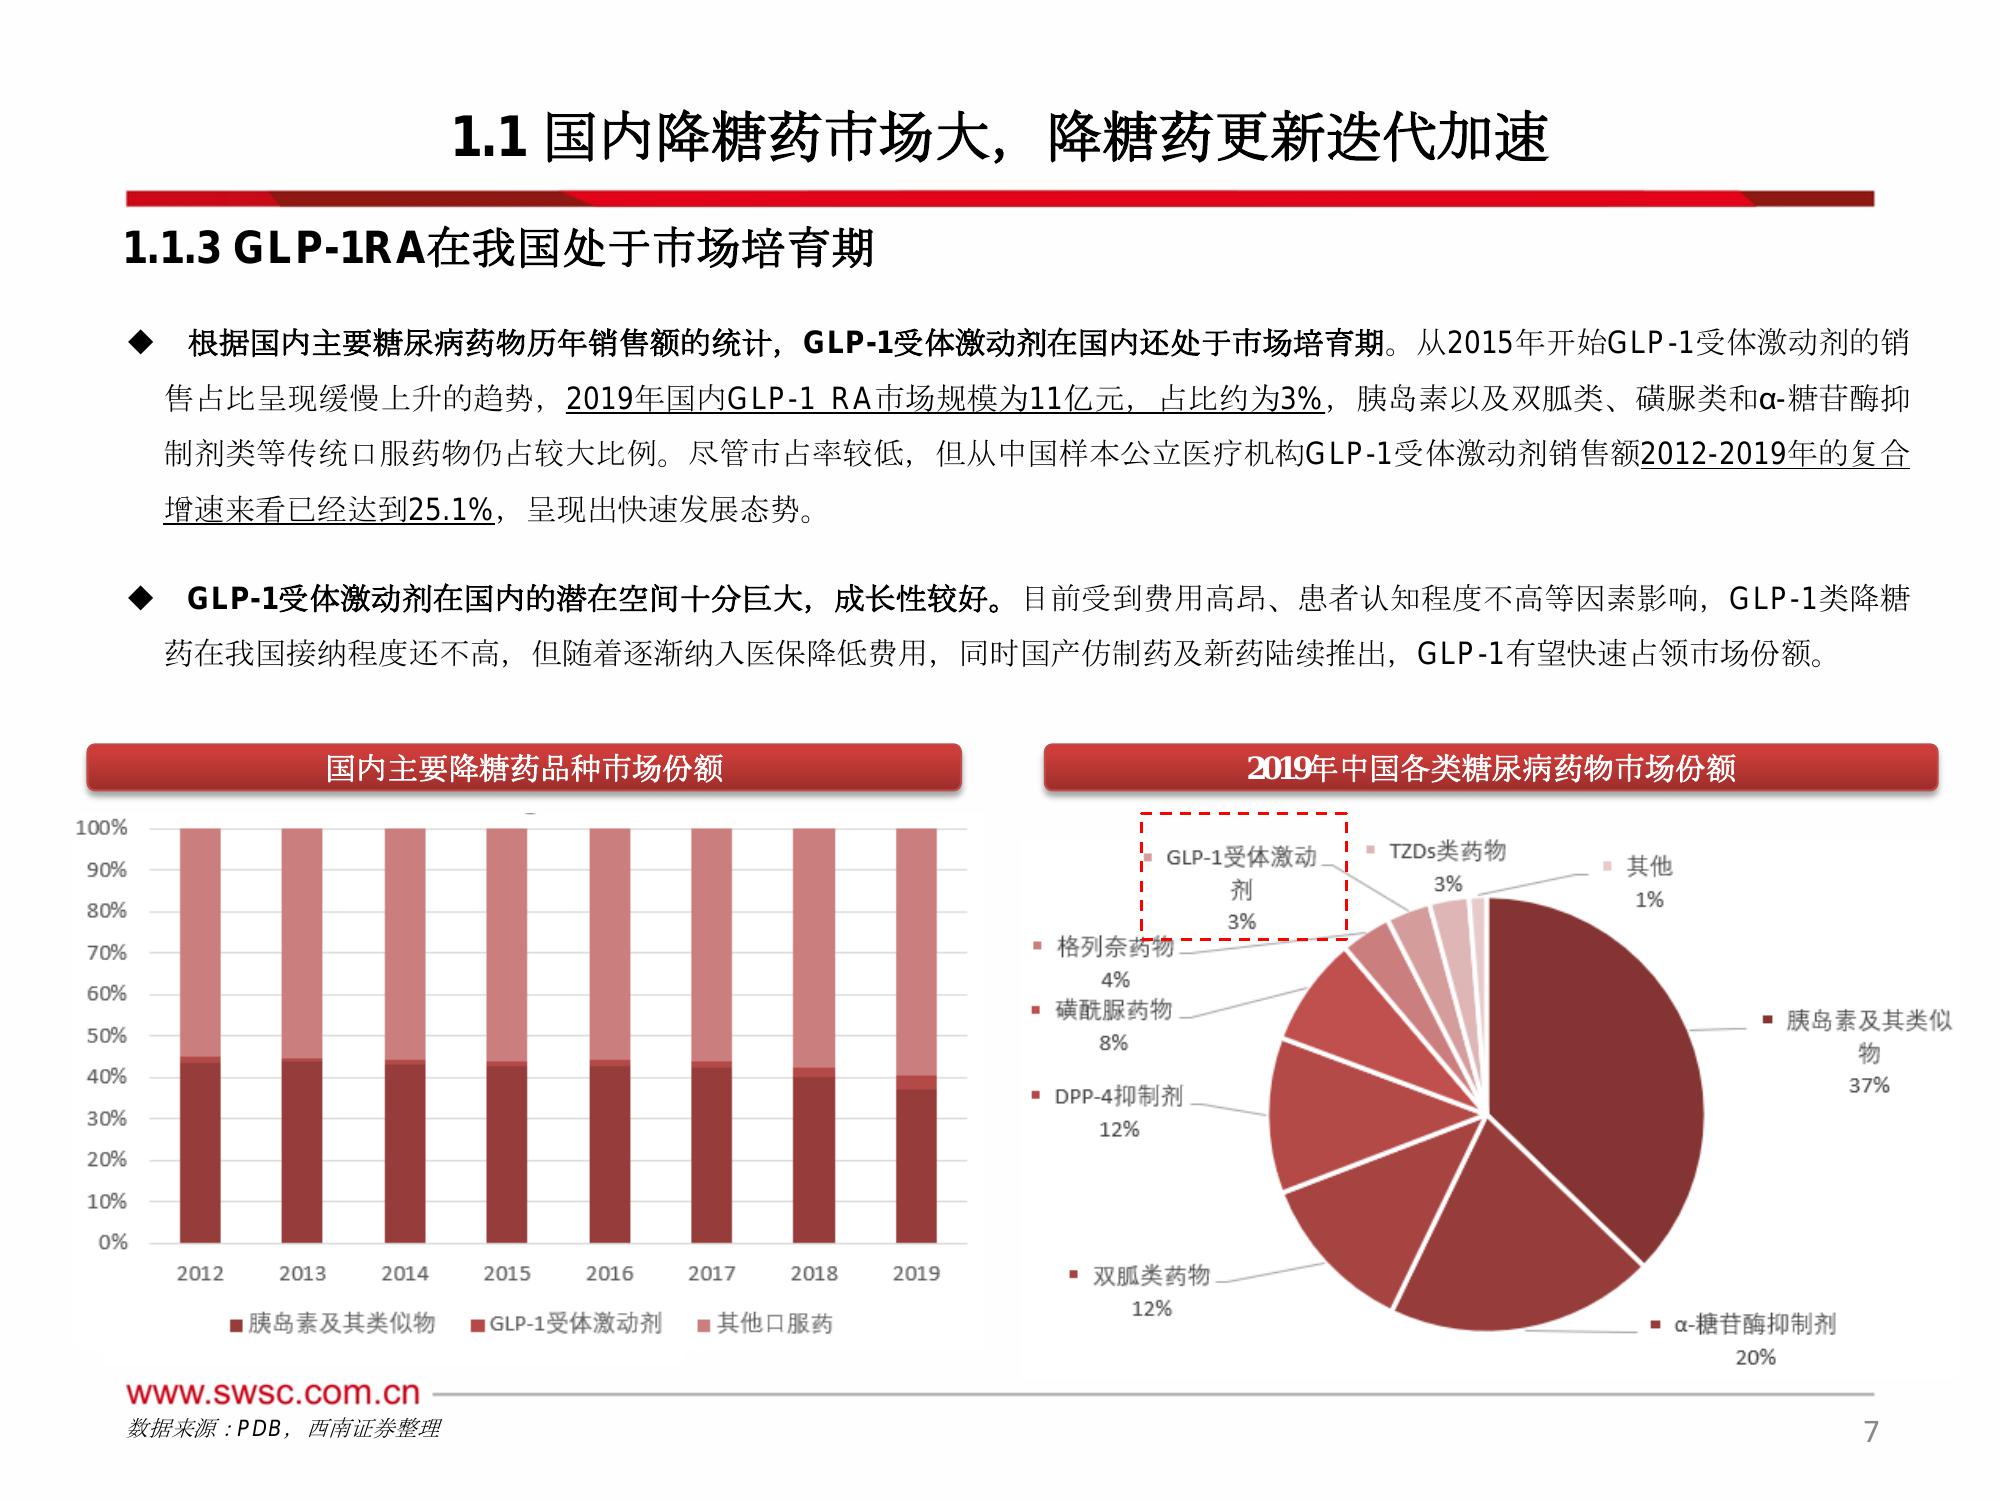 1.1 国内降糖药市场大，降糖药更新迭代加速
1.1.3 GLP-1RA在我国处于市场培育期
◆ 根据国内主要糖尿病药物历年销售额的统计，GLP-1受体激动剂在国内还处于市场培育期。从2015年开始GLP-1受体激动剂的销
售占比呈现缓慢上升的趋势，2019年国内GLP-1 RA市场规模为11亿元，占比约为3%，胰岛素以及双胍类、磺脲类和α-糖苷酶抑
制剂类等传统口服药物仍占较大比例。尽管市占率较低，但从中国样本公立医疗机构GLP-1受体激动剂销售额2012-2019年的复合
增速来看已经达到25.1%，呈现出快速发展态势。
◆ GLP-1受体激动剂在国内的潜在空间十分巨大，成长性较好。目前受到费用高昂、患者认知程度不高等因素影响，GLP-1类降糖
药在我国接纳程度还不高，但随着逐渐纳入医保降低费用，同时国产仿制药及新药陆续推出，GLP-1有望快速占领市场份额。
国内主要降糖药品种市场份额
100%
90%
80%
70%
60%
50%
40%
30%
20%
10%
0%
2012 2013 2014 2015 2016 2017 2018 2019
胰岛素及其类似物 GLP-1受体激动剂 其他口服药
2019年中国各类糖尿病药物市场份额
GLP-1受体激动
剂
3%
TZDs类药物
3%
其他
1%
格列奈药物
4%
磺酰脲药物
8%
胰岛素及其类似
物
37%
DPP-4抑制剂
12%
双胍类药物
12%
α-糖苷酶抑制剂
20%
www.swsc.com.cn
数据来源：PDB，西南证券整理
7